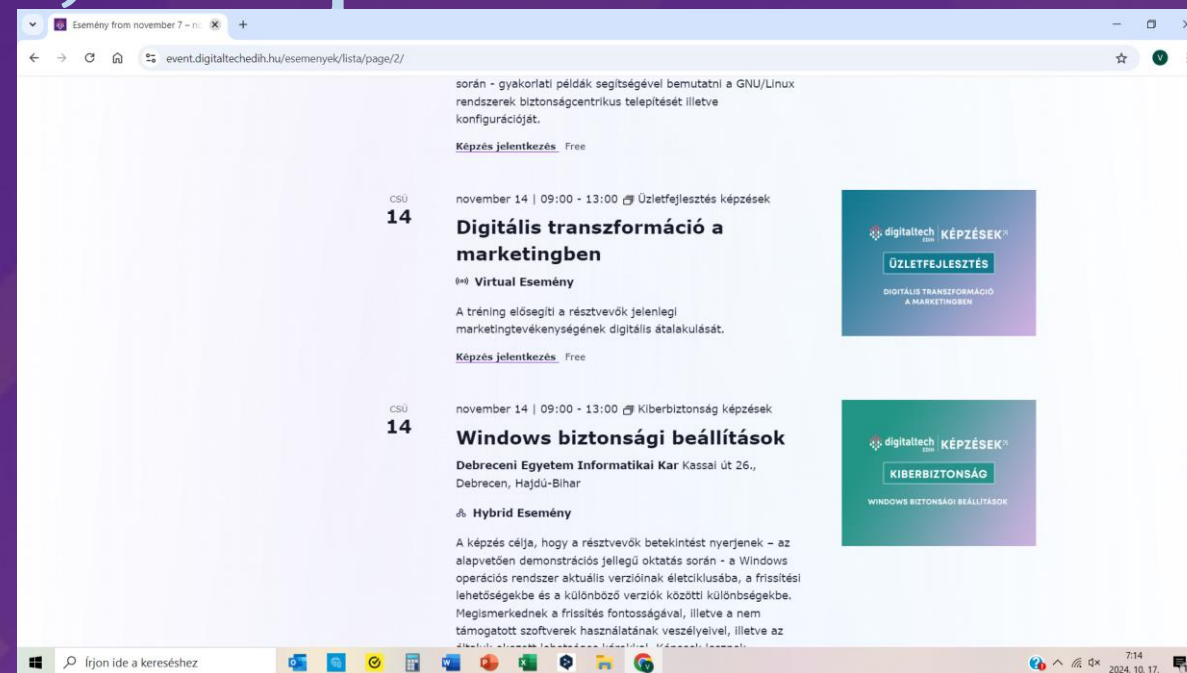 Esemény from november 7 – no
event.digitaltechedih.hu/esemenyek/lista/page/2/
V
során - gyakorlati példák segítségével bemutatni a GNU/Linux
rendszerek biztonságcentrikus telepítését illetve
konfigurációját.
Képzés jelentkezés Free
CSÜ
14
november 14 | 09:00 - 13:00 Üzletfejlesztés képzések
Digitális transzformáció a
marketingben
Virtual Esemény
A tréning elősegíti a résztvevők jelenlegi
marketingtevékenységének digitális átalakulását.
Képzés jelentkezés Free
digitaltech EDIH KÉPZÉSEK
ÜZLETFEJLESZTÉS
DIGITÁLIS TRANSZFORMÁCIÓ
A MARKETINGBEN
CSÜ
14
november 14 | 09:00 - 13:00 Kiberbiztonság képzések
Windows biztonsági beállítások
Debreceni Egyetem Informatikai Kar Kassai út 26.,
Debrecen, Hajdú-Bihar
Hybrid Esemény
A képzés célja, hogy a résztvevők betekintést nyerjenek – az
alapvetően demonstrációs jellegű oktatás során - a Windows
operációs rendszer aktuális verzióinak életciklusába, a frissítési
lehetőségekbe és a különböző verziók közötti különbségekbe.
Megismerkednek a frissítés fontosságával, illetve a nem
támogatott szoftverek használatának veszélyeivel, illetve az
digitaltech EDIH KÉPZÉSEK
KIBERBIZTONSÁG
WINDOWS BIZTONSÁGI BEÁLLÍTÁSOK
Írjon ide a kereséshez
7:14
2024. 10. 17.